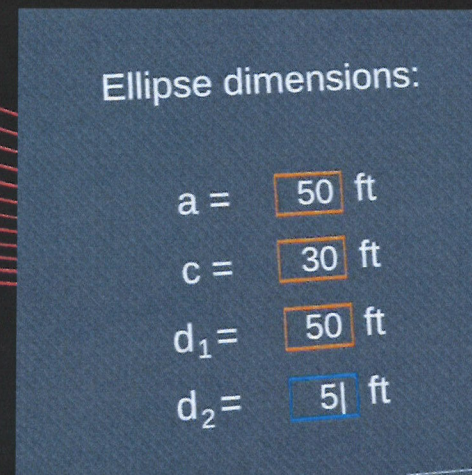 Ellipse dimensions:
a = 50 ft
c = 30 ft
d₁ = 50 ft
d₂ = 5 ft